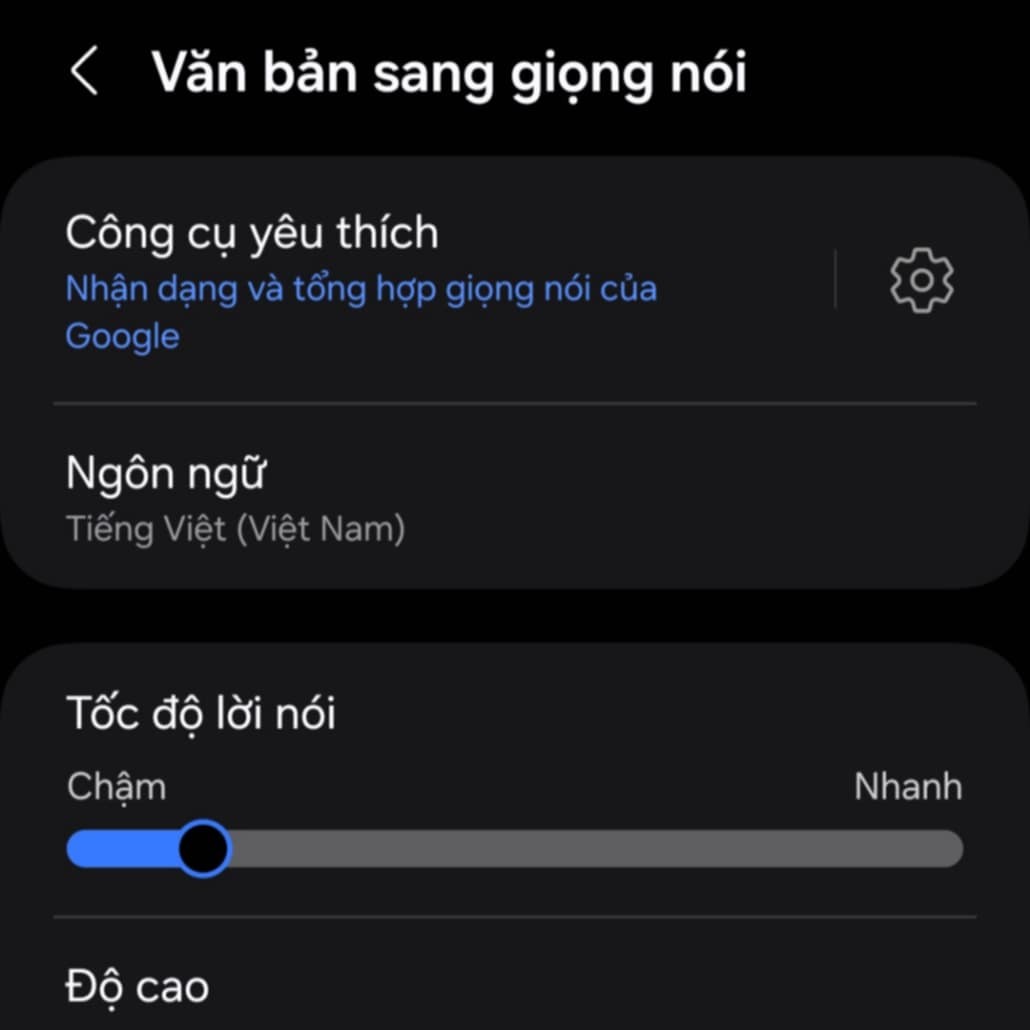 Văn bản sang giọng nói
Công cụ yêu thích
Nhận dạng và tổng hợp giọng nói của
Google
Ngôn ngữ
Tiếng Việt (Việt Nam)
Tốc độ lời nói
Chậm
Nhanh
Độ cao